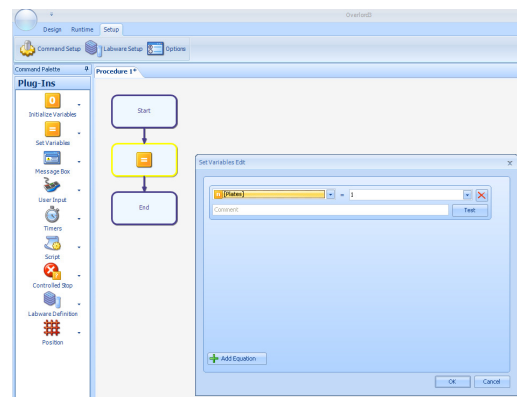 Overlord3
Design Runtime Setup
Command Setup Labware Setup Options
Command Palette
Procedure 1*
Plug-Ins
Initialize Variables
Set Variables
Message Box
User Input
Timers
Script
Controlled Stop
Labware Definition
Position
Start
End
Set Variables Edit
[Plates] = 1
Comment Test
Add Equation
OK Cancel